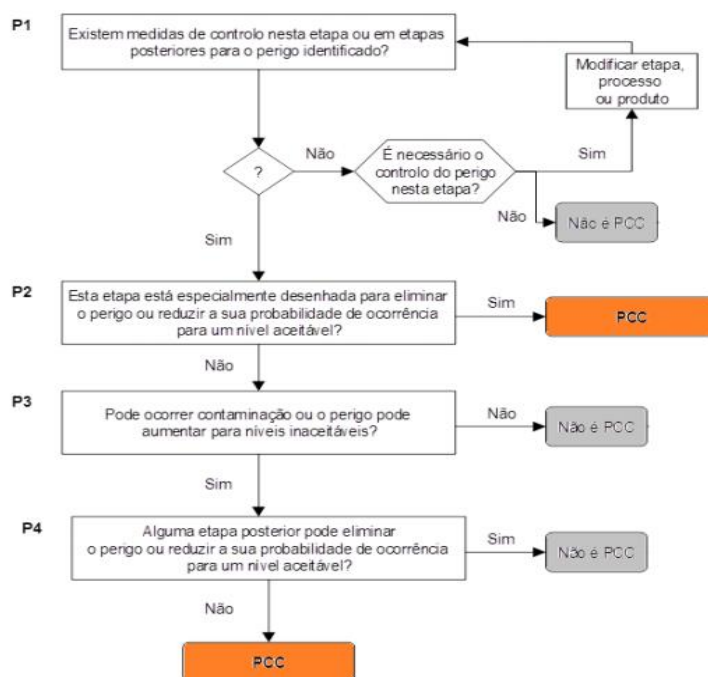 P1
Existem medidas de controlo nesta etapa ou em etapas
posteriores para o perigo identificado?
Modificar etapa,
processo
ou produto
?
Não
É necessário o
controlo do perigo
nesta etapa?
Sim
Não
Não é PCC
Sim
P2
Esta etapa está especialmente desenhada para eliminar
o perigo ou reduzir a sua probabilidade de ocorrência
para um nível aceitável?
Sim
PCC
Não
P3
Pode ocorrer contaminação ou o perigo pode
aumentar para níveis inaceitáveis?
Não
Não é PCC
Sim
P4
Alguma etapa posterior pode eliminar
o perigo ou reduzir a sua probabilidade de ocorrência
para um nível aceitável?
Sim
Não é PCC
Não
PCC